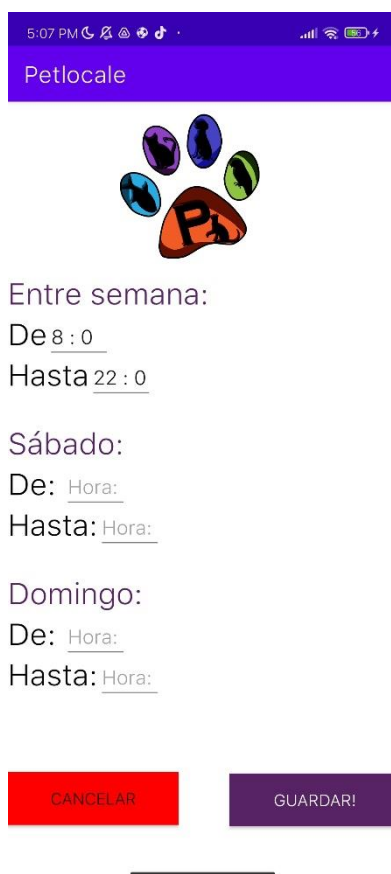 5:07 PM
56
Petlocale
P
Entre semana:
De 8 : 0
Hasta 22 : 0
Sábado:
De: Hora:
Hasta: Hora:
Domingo:
De: Hora:
Hasta: Hora:
CANCELAR GUARDAR!